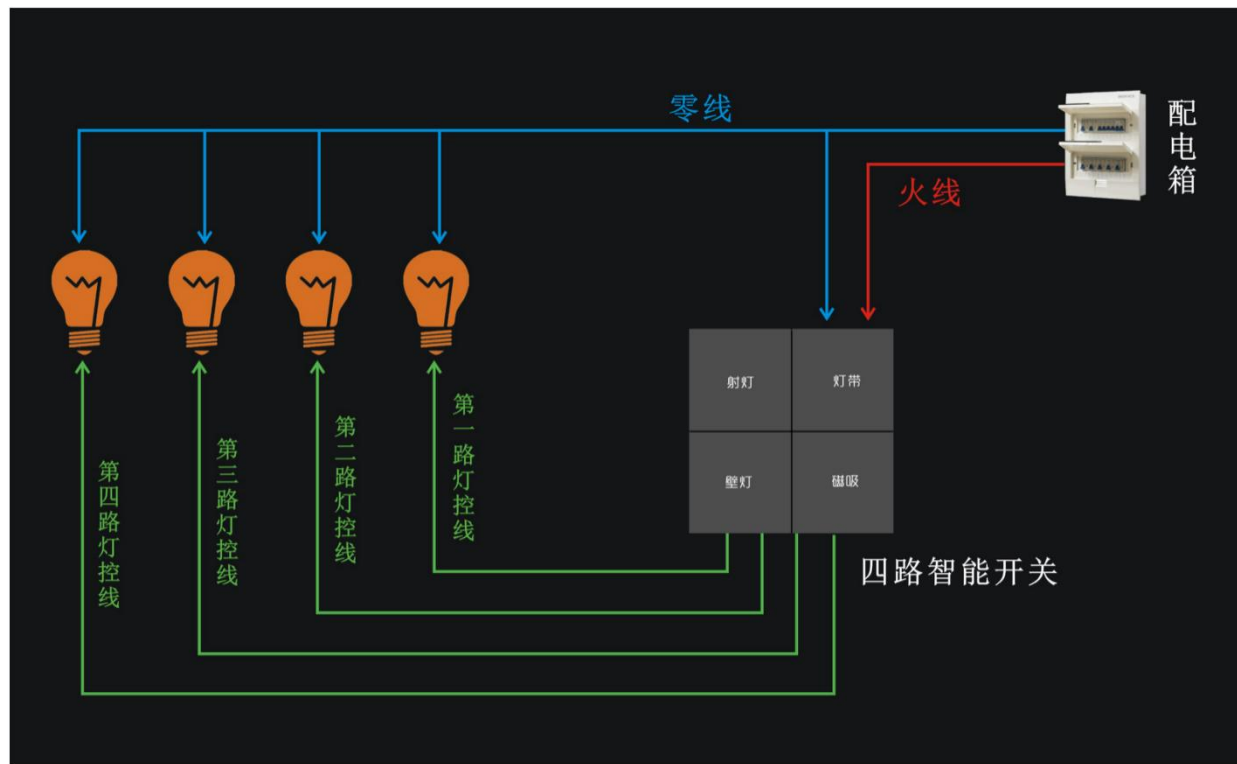 零线
配电箱
火线
射灯
灯带
第一路灯控线
第二路灯控线
第三路灯控线
第四路灯控线
壁灯
磁吸
四路智能开关